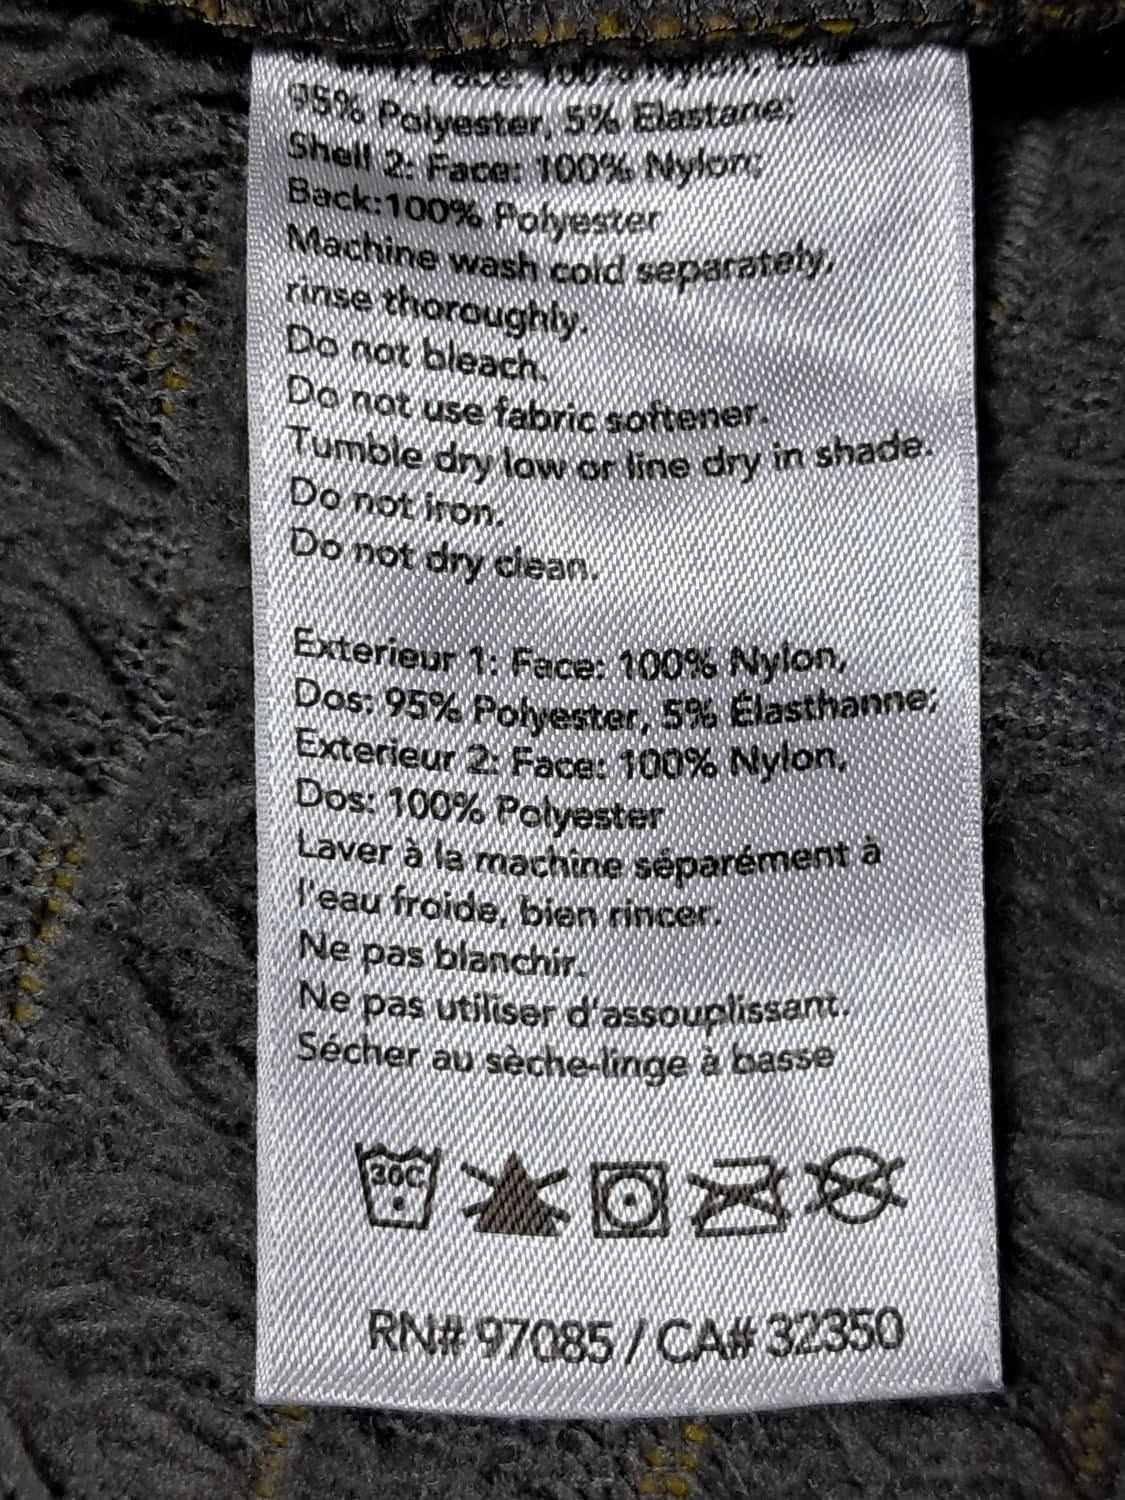 1: Face: 100% Nylon,
95% Polyester, 5% Elastane;
Shell 2: Face: 100% Nylon;
Back:100% Polyester
Machine wash cold separately,
rinse thoroughly.
Do not bleach.
Do not use fabric softener.
Tumble dry low or line dry in shade.
Do not iron.
Do not dry clean.
Exterieur 1: Face: 100% Nylon,
Dos: 95% Polyester, 5% Élasthanne;
Exterieur 2: Face: 100% Nylon,
Dos: 100% Polyester
Laver à la machine séparément à
l'eau froide, bien rincer.
Ne pas blanchir.
Ne pas utiliser d'assouplissant.
Sécher au sèche-linge à basse
30C
RN# 97085 / CA# 32350